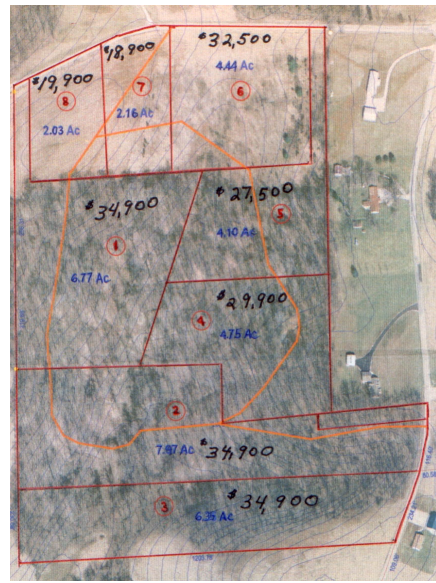 $18,900
$32,500
$19,900
4.44 Ac
7
6
8
2.16 Ac
2.03 Ac
$27,500
$34,900
5
1
4.10 Ac
6.77 Ac
$29,900
4
4.75 Ac
2
7.97 Ac $34,900
3
$34,900
6.35 Ac